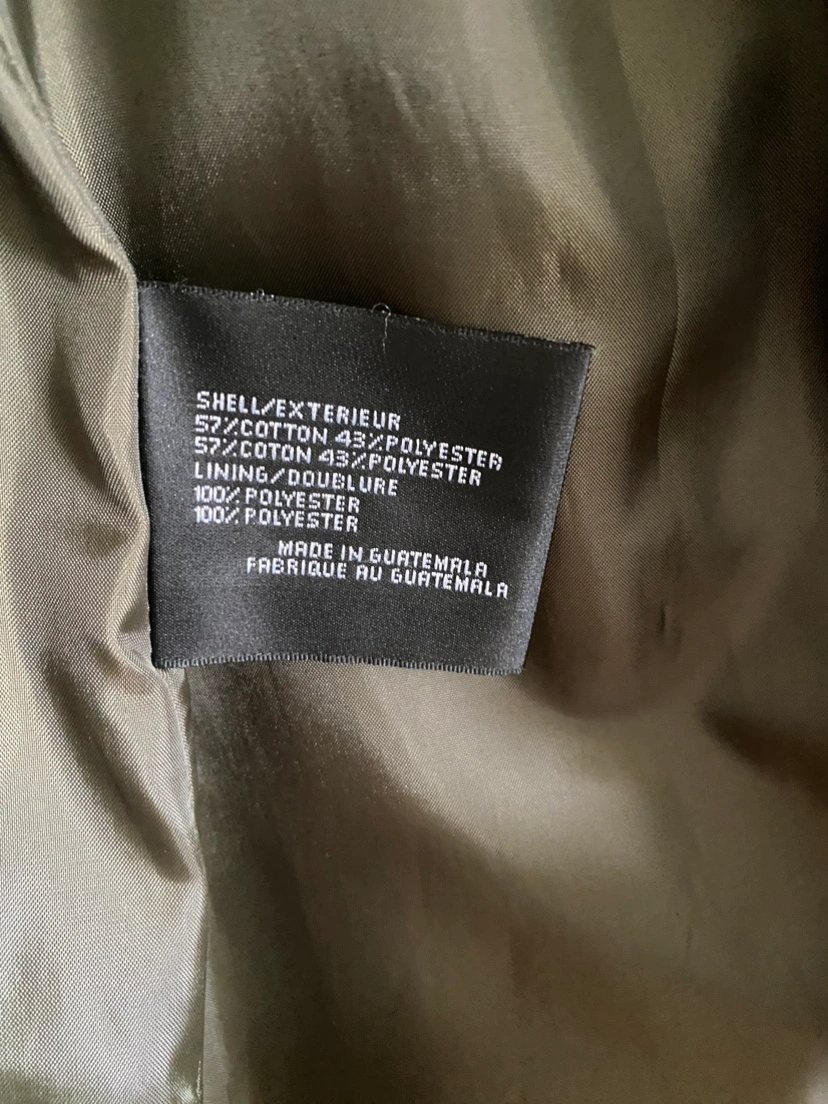 SHELL/EXTERIEUR
57%COTTON 43%POLYESTER
57%COTON 43%POLYESTER
LINING/DOUBLURE
100% POLYESTER
100% POLYESTER
MADE IN GUATEMALA
FABRIQUE AU GUATEMALA